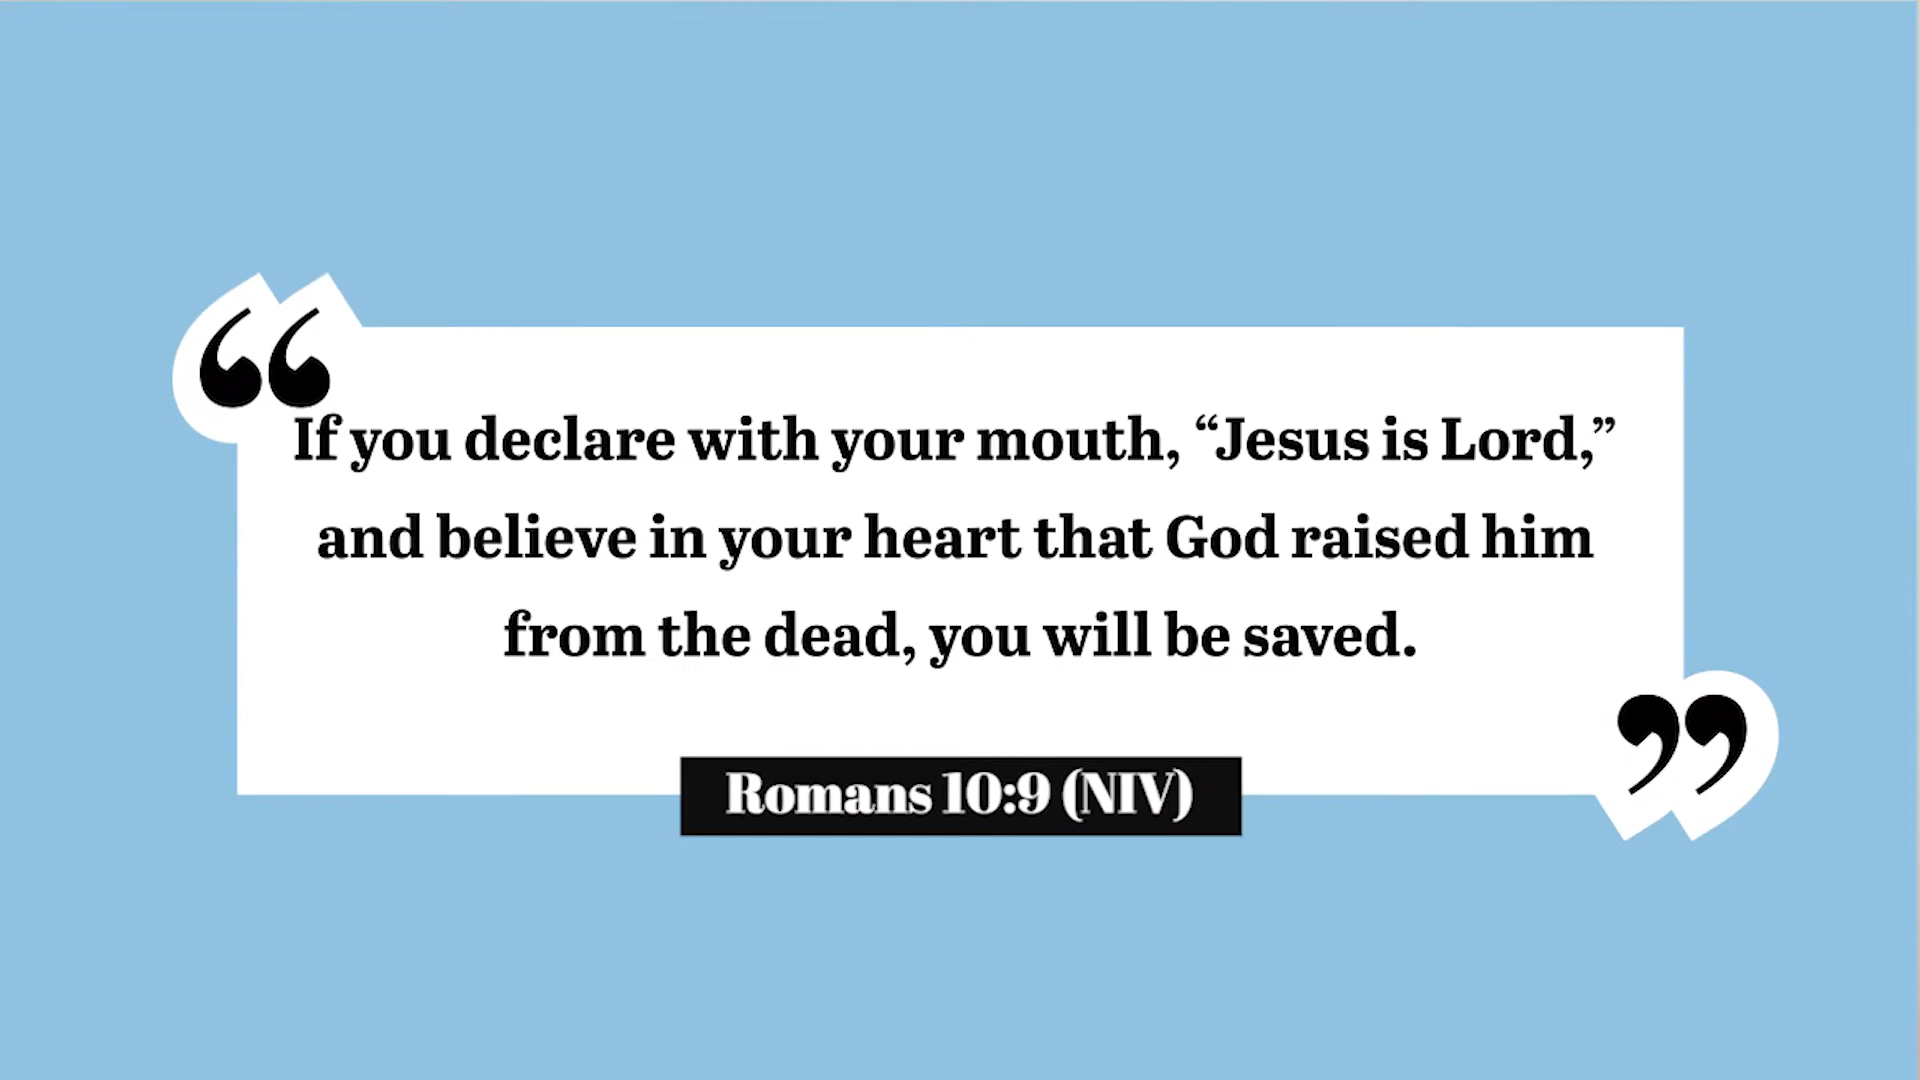 “
If you declare with your mouth, “Jesus is Lord,”
and believe in your heart that God raised him
from the dead, you will be saved.
”
Romans 10:9 (NIV)